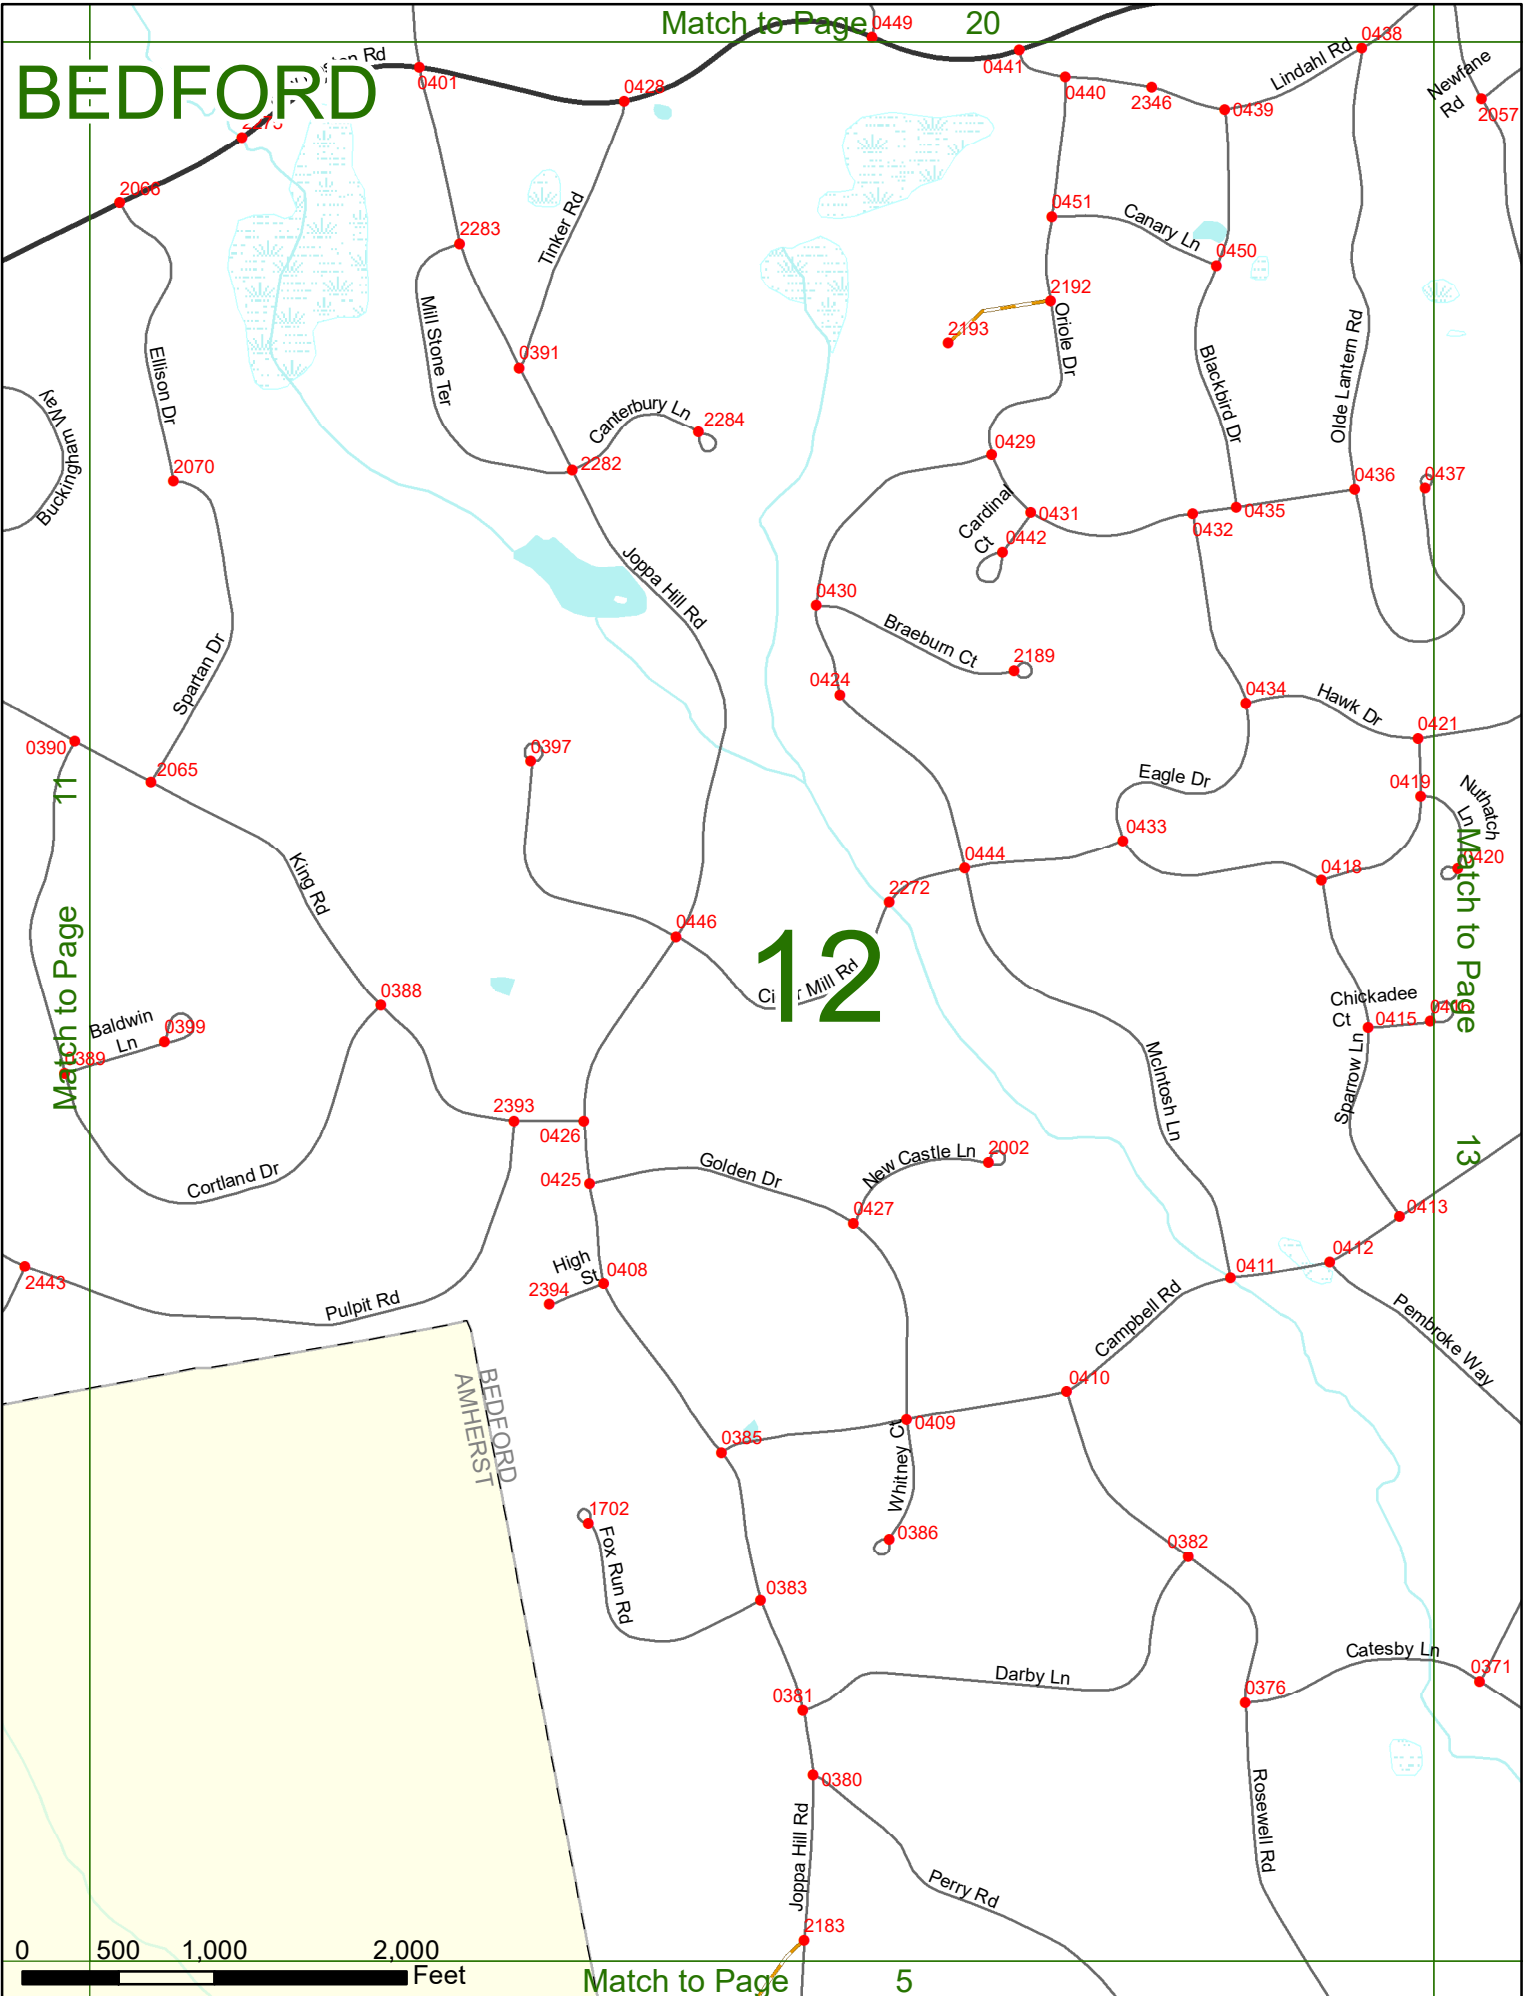 Match to Page 20
BEDFORD
0449
0438
0441
0401
0428
0440
2346
0439
Lindahl Rd
Newfane
Rd
2057
2066
2283
Tinker Rd
0451
Canary Ln
0450
2192
2193
Oriole Dr
Mill Stone Ter
0391
Ellison Dr
Blackbird Dr
Olde Lantern Rd
Buckingham Way
Canterbury Ln
2284
2282
2070
0429
Cardinal
Ct
0431
0442
0432
0435
0436
0437
Joppa Hill Rd
0430
Braeburn Ct
2189
Spartan Dr
0424
0434
Hawk Dr
0421
0390
2065
0397
Eagle Dr
0419
Nuthatch
Ln
0433
0444
0418
0420
11
Match to Page
King Rd
2272
0446
12
Mill Rd
0388
Baldwin
Ln
0399
0389
Chickadee
Ct
0415
0416
Match to Page
13
Sparrow Ln
McIntosh Ln
2393
0426
0425
Golden Dr
New Castle Ln
2002
Cortland Dr
0427
0413
0412
0411
High
St
0408
2394
2443
Pulpit Rd
Campbell Rd
Pembroke Way
BEDFORD
AMHERST
0410
0409
0385
Whitney Ct
0386
1702
Fox Run Rd
0382
0383
Darby Ln
Catesby Ln
0371
0381
0376
0380
Joppa Hill Rd
Rosewell Rd
Perry Rd
2183
0 500 1,000 2,000
Feet
Match to Page 5